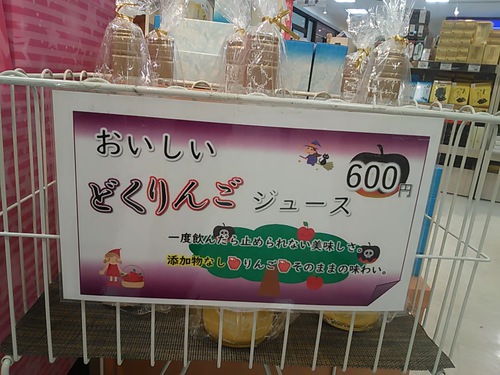 おいしい
どくりんごジュース
600円
一度飲んだら止められない美味しさ。
添加物なしりんごそのままの味わい。